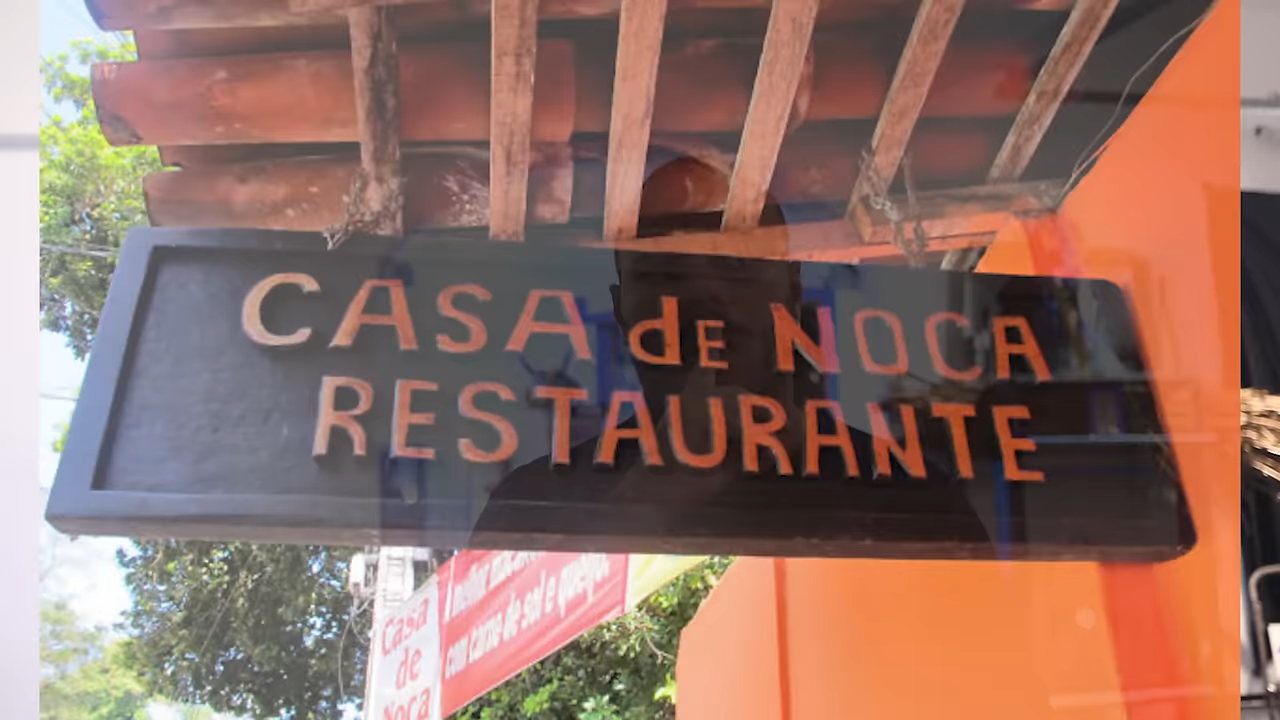 CASA dE NOCA
RESTAURANTE
com carne-de-sol e queijo.
Casa
de
Noca